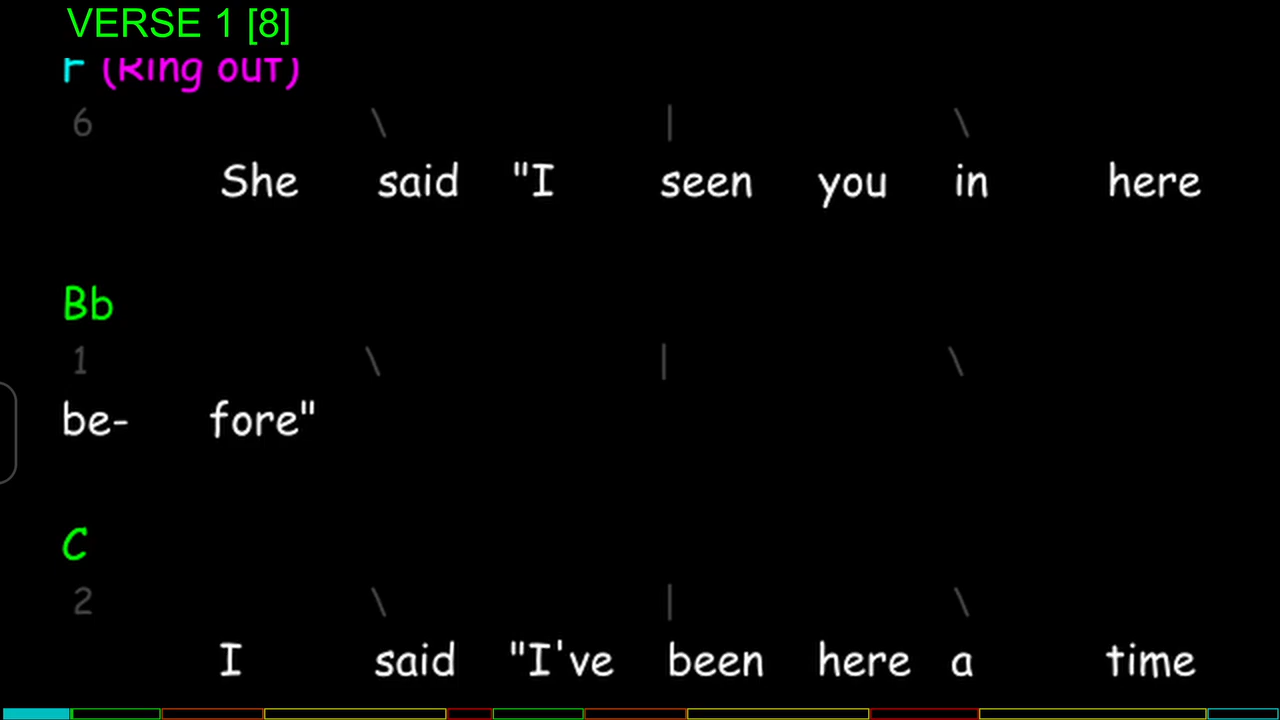 VERSE 1 [8]
F (Ring out)
6 \ | \
She said "I seen you in here
Bb
1 \ | \
be- fore"
C
2 \ | \
I said "I've been here a time